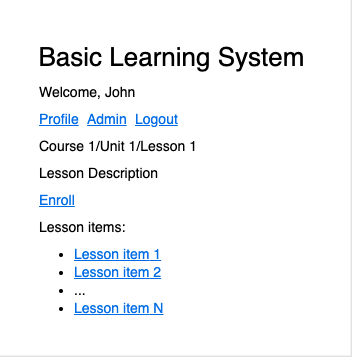 Basic Learning System
Welcome, John
Profile Admin Logout
Course 1/Unit 1/Lesson 1
Lesson Description
Enroll
Lesson items:
• Lesson item 1
• Lesson item 2
• ...
• Lesson item N